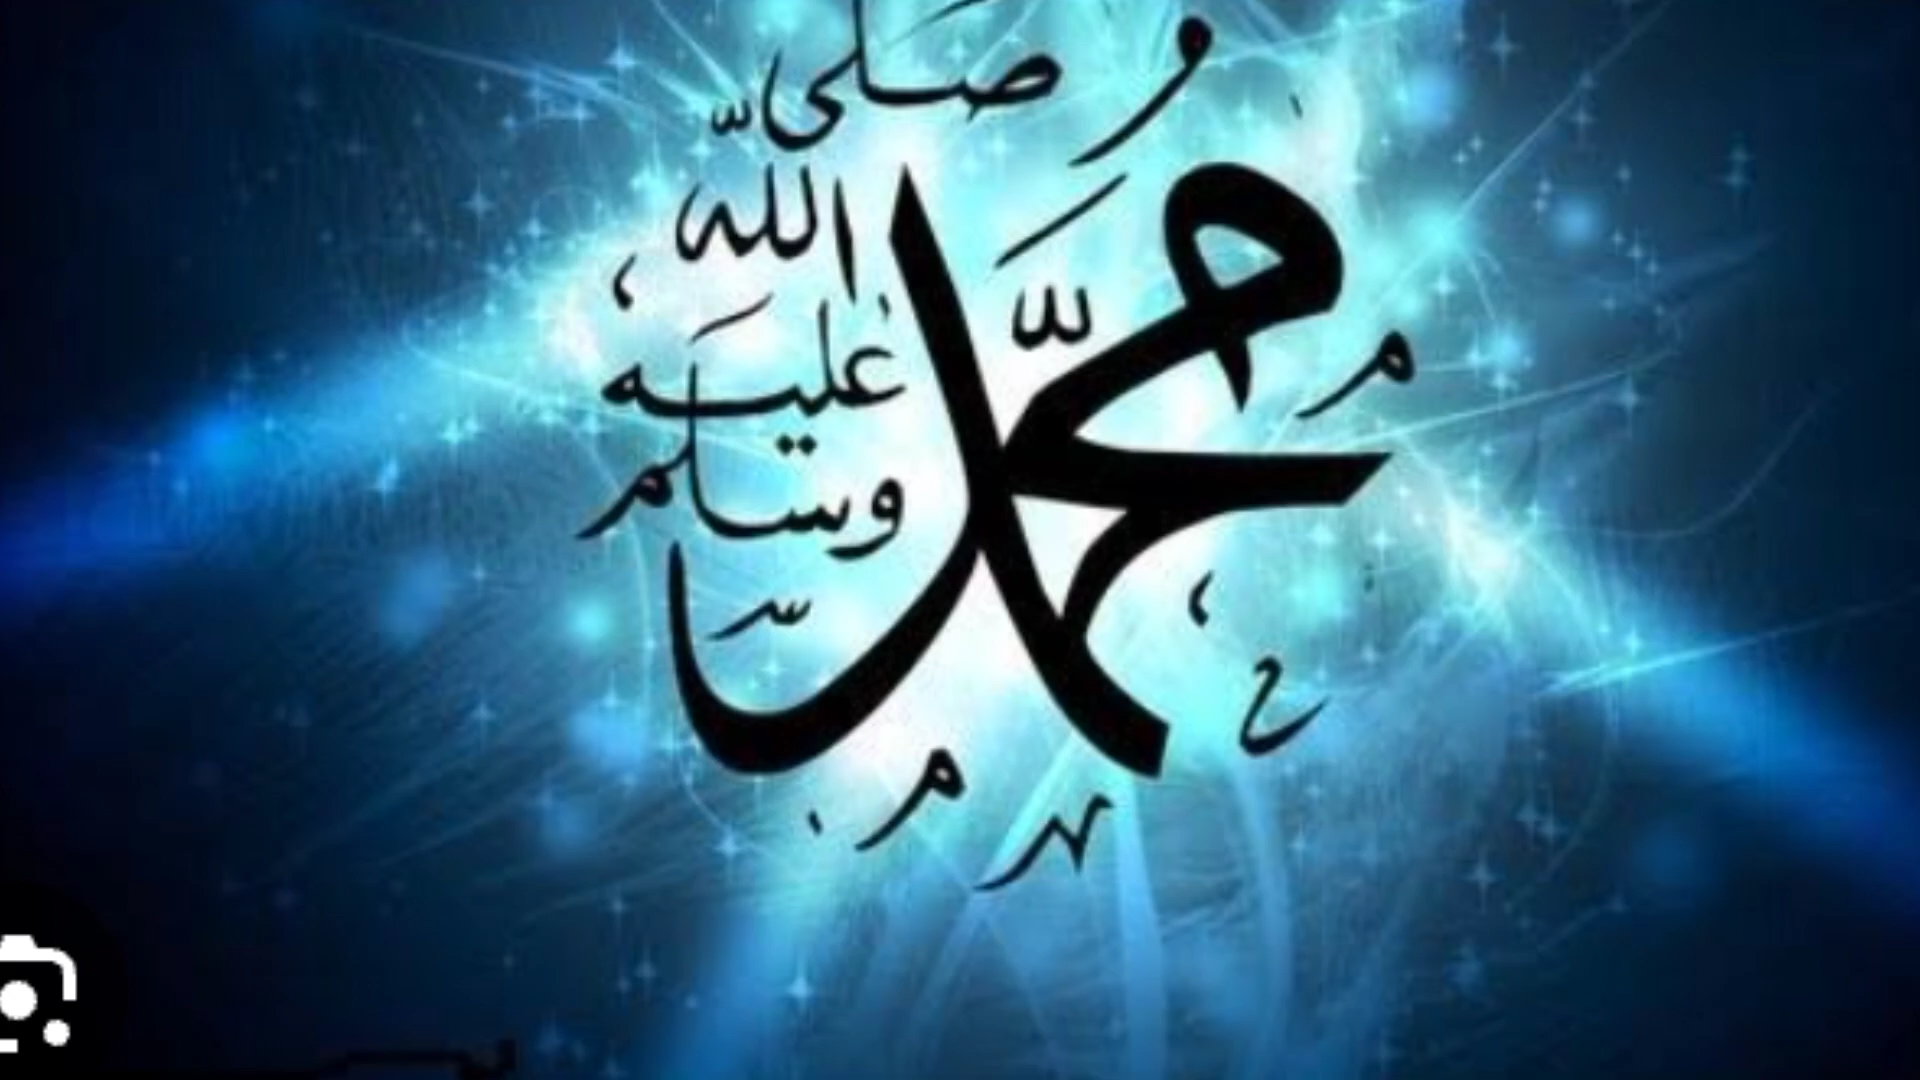 محمد
صلى
الله
عليه
وسلم